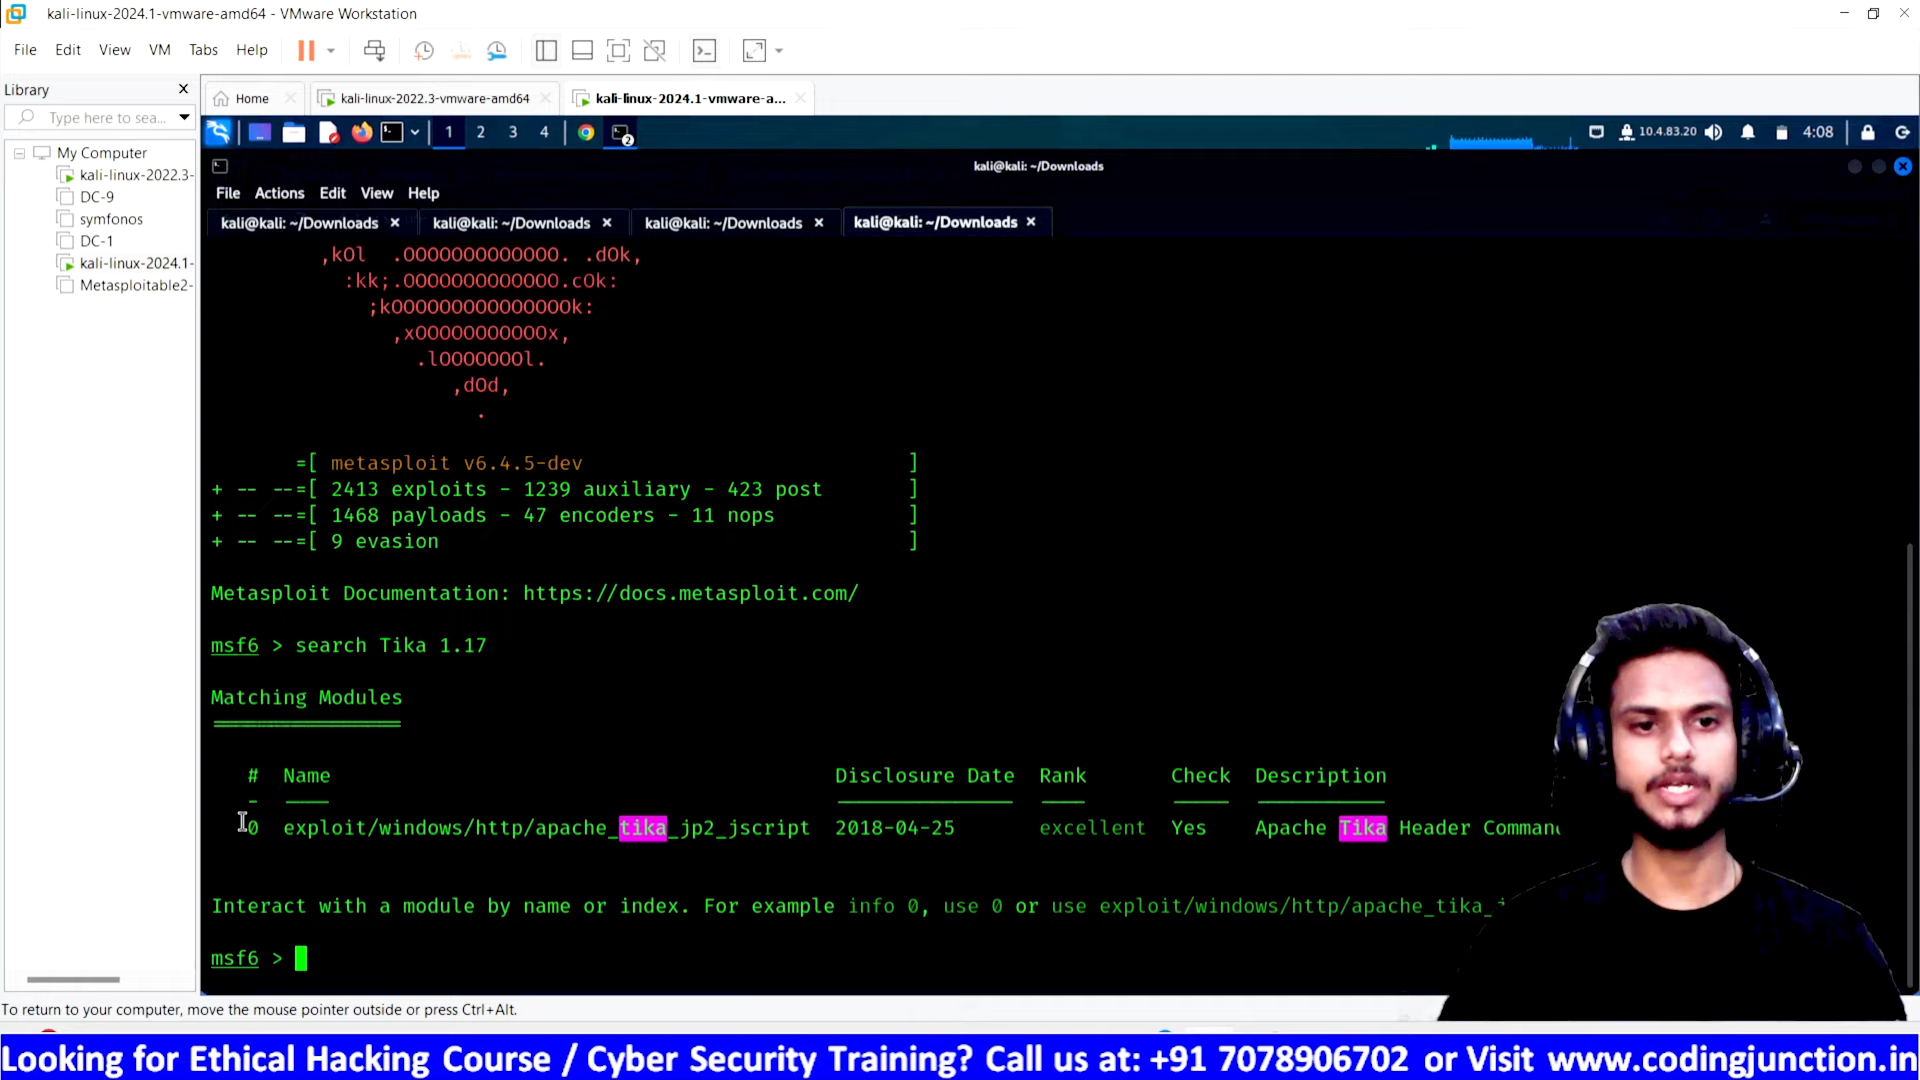 kali-linux-2024.1-vmware-amd64 - VMware Workstation
File Edit View VM Tabs Help
Library
Type here to sea...
My Computer
kali-linux-2022.3-
DC-9
symfonos
DC-1
kali-linux-2024.1-
Metasploitable2-
Home kali-linux-2022.3-vmware-amd64 kali-linux-2024.1-vmware-a...
1 2 3 4 2 10.4.83.20 4:08
kali@kali: ~/Downloads
File Actions Edit View Help
kali@kali: ~/Downloads kali@kali: ~/Downloads kali@kali: ~/Downloads kali@kali: ~/Downloads
,kOl .OOOOOOOOOOOOO. .dOk,
:kk;.OOOOOOOOOOOOO.cOk:
;kOOOOOOOOOOOOOOOk:
,xOOOOOOOOOOOx,
.lOOOOOOOl.
,dOd,
.
=[ metasploit v6.4.5-dev ]
+ -- --=[ 2413 exploits - 1239 auxiliary - 423 post ]
+ -- --=[ 1468 payloads - 47 encoders - 11 nops ]
+ -- --=[ 9 evasion ]
Metasploit Documentation: https://docs.metasploit.com/
msf6 > search Tika 1.17
Matching Modules
================
# Name Disclosure Date Rank Check Description
- ---- --------------- ---- ----- -----------
0 exploit/windows/http/apache_tika_jp2_jscript 2018-04-25 excellent Yes Apache Tika Header Comman
Interact with a module by name or index. For example info 0, use 0 or use exploit/windows/http/apache_tika_
msf6 >
To return to your computer, move the mouse pointer outside or press Ctrl+Alt.
Looking for Ethical Hacking Course / Cyber Security Training? Call us at: +91 7078906702 or Visit www.codingjunction.in